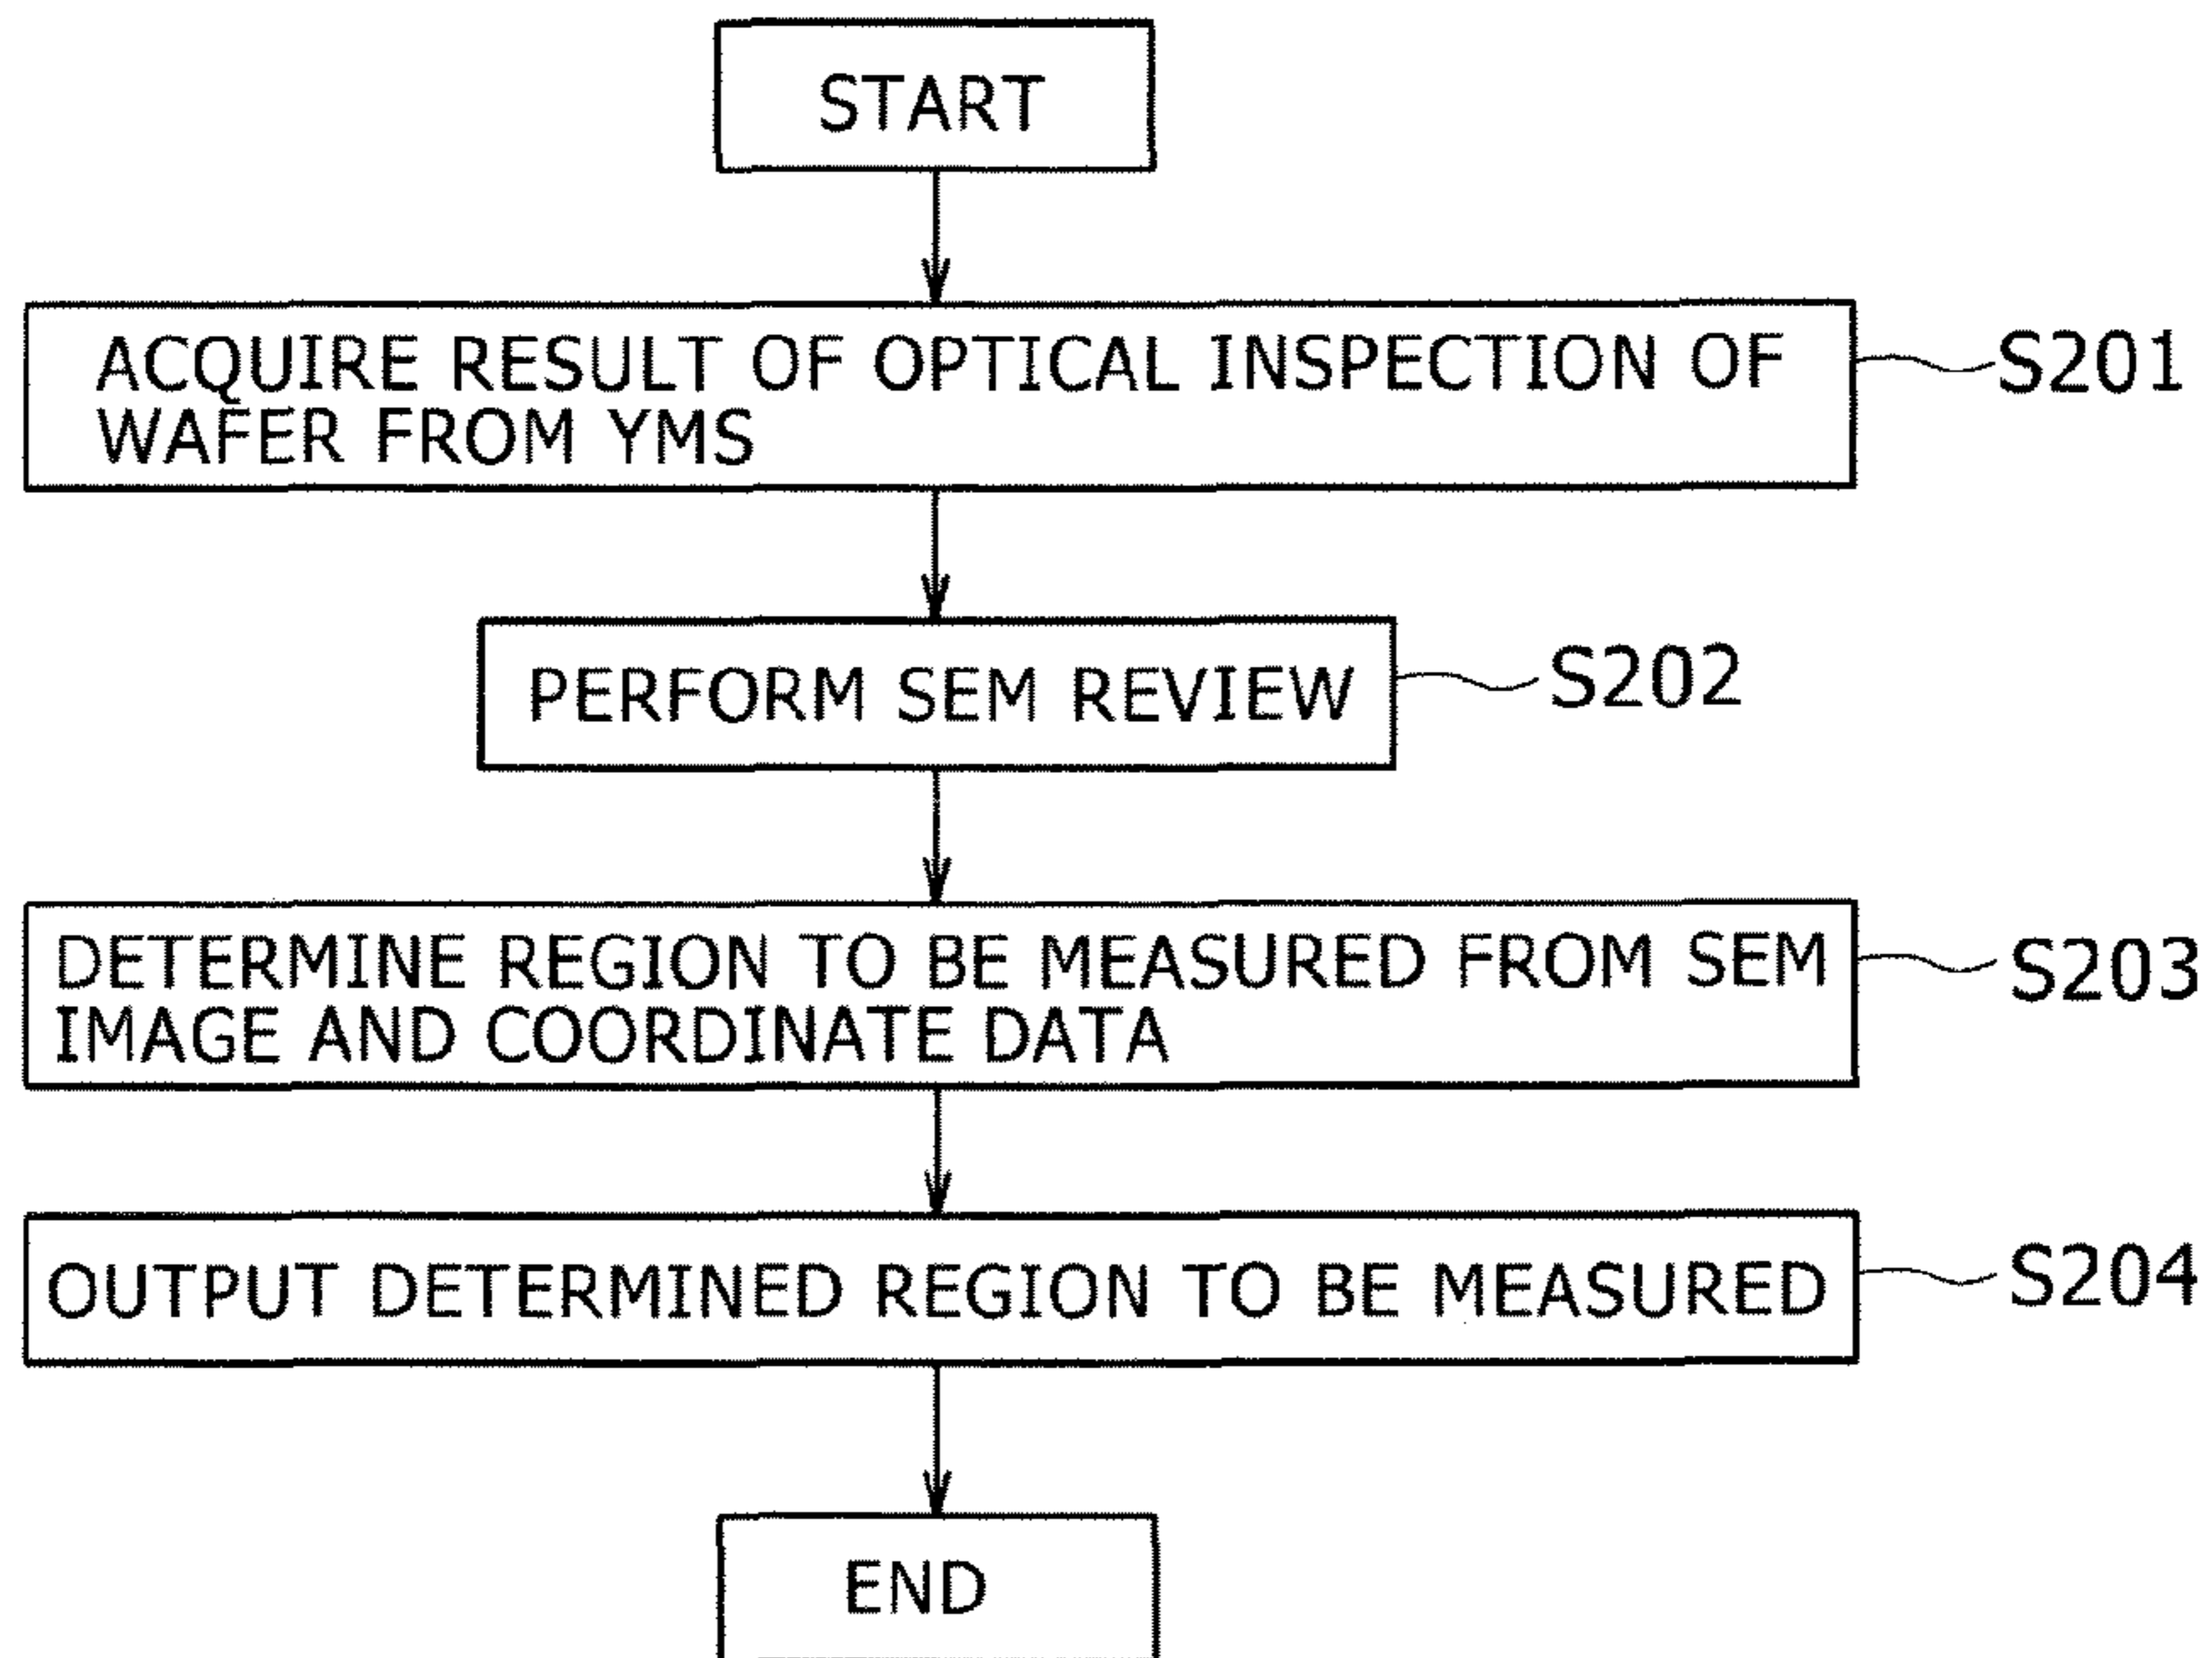 START
ACQUIRE RESULT OF OPTICAL INSPECTION OF
WAFER FROM YMS
S201
PERFORM SEM REVIEW
S202
DETERMINE REGION TO BE MEASURED FROM SEM
IMAGE AND COORDINATE DATA
S203
OUTPUT DETERMINED REGION TO BE MEASURED
S204
END